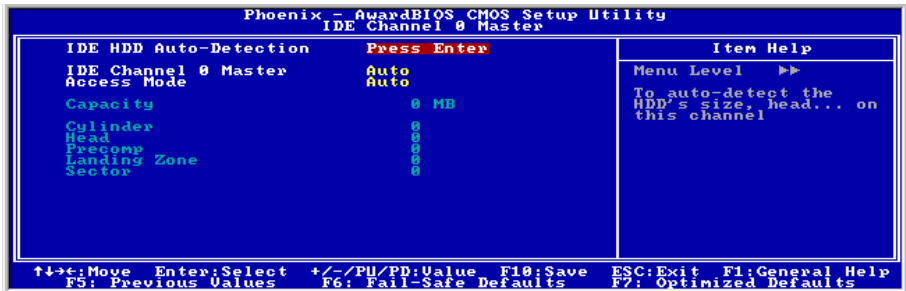 Phoenix - AwardBIOS CMOS Setup Utility
IDE Channel 0 Master
IDE HDD Auto-Detection Press Enter
IDE Channel 0 Master Auto
Access Mode Auto
Capacity 0 MB
Cylinder 0
Head 0
Precomp 0
Landing Zone 0
Sector 0
Item Help
Menu Level ▶▶
To auto-detect the
HDD's size, head... on
this channel
↑↓→←:Move Enter:Select +/-/PU/PD:Value F10:Save ESC:Exit F1:General Help
F5: Previous Values F6: Fail-Safe Defaults F7: Optimized Defaults